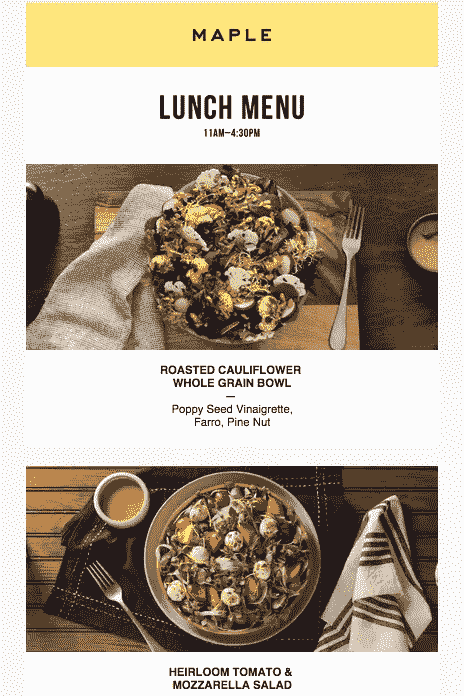 MAPLE
LUNCH MENU
11AM–4:30PM
ROASTED CAULIFLOWER
WHOLE GRAIN BOWL
—
Poppy Seed Vinaigrette,
Farro, Pine Nut
HEIRLOOM TOMATO &
MOZZARELLA SALAD